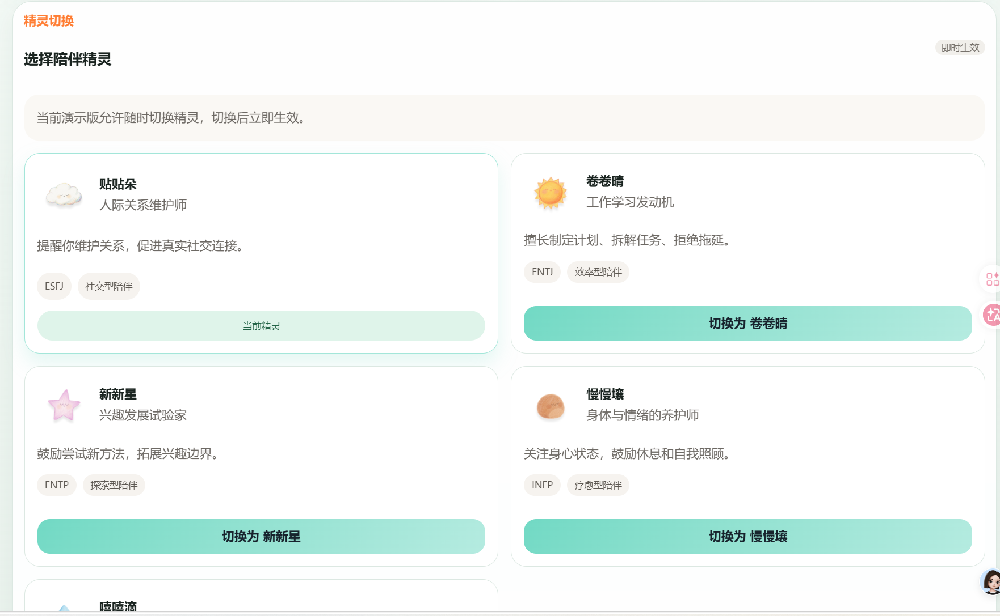 精灵切换
选择陪伴精灵
即时生效
当前演示版允许随时切换精灵，切换后立即生效。
贴贴朵
人际关系维护师
提醒你维护关系，促进真实社交连接。
ESFJ
社交型陪伴
当前精灵
卷卷晴
工作学习发动机
擅长制定计划、拆解任务、拒绝拖延。
ENTJ
效率型陪伴
切换为 卷卷晴
新新星
兴趣发展试验家
鼓励尝试新方法，拓展兴趣边界。
ENTP
探索型陪伴
切换为 新新星
慢慢壤
身体与情绪的养护师
关注身心状态，鼓励休息和自我照顾。
INFP
疗愈型陪伴
切换为 慢慢壤
嘻嘻滴